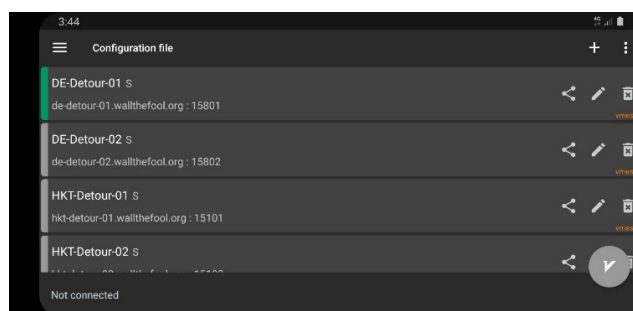 3:44
Configuration file
DE-Detour-01 S
de-detour-01.wallthefool.org : 15801
DE-Detour-02 S
de-detour-02.wallthefool.org : 15802
HKT-Detour-01 S
hkt-detour-01.wallthefool.org : 15101
HKT-Detour-02 S
Not connected